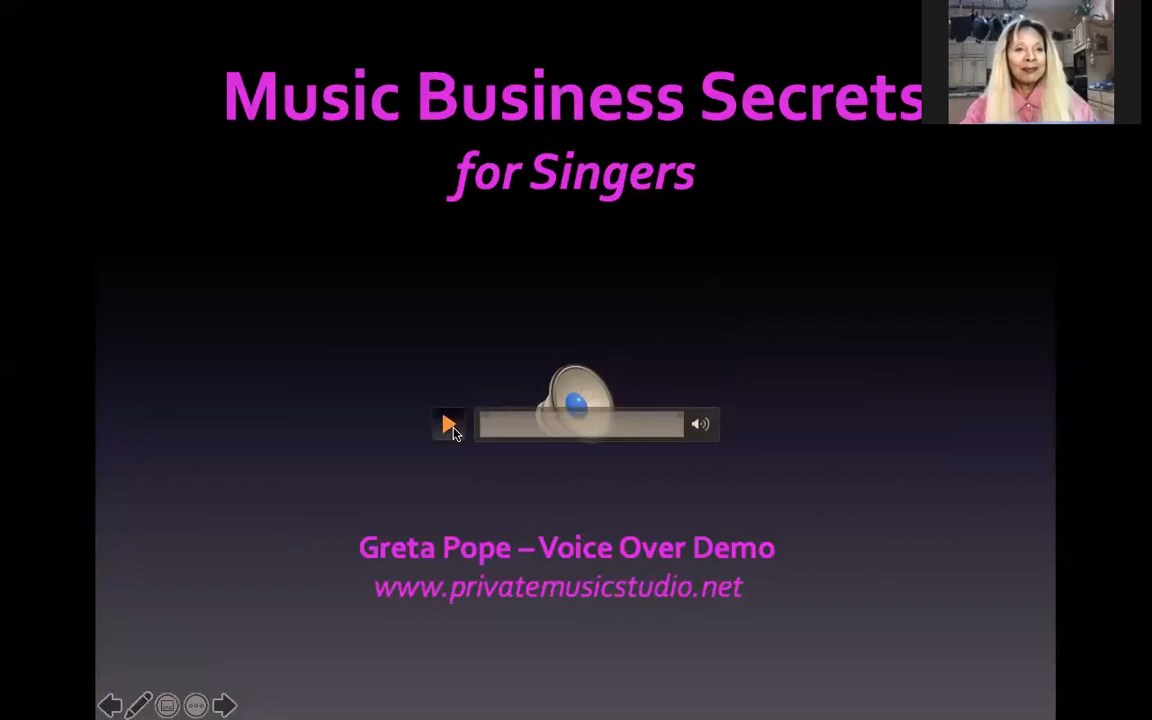 Music Business Secrets
for Singers
Greta Pope – Voice Over Demo
www.privatemusicstudio.net